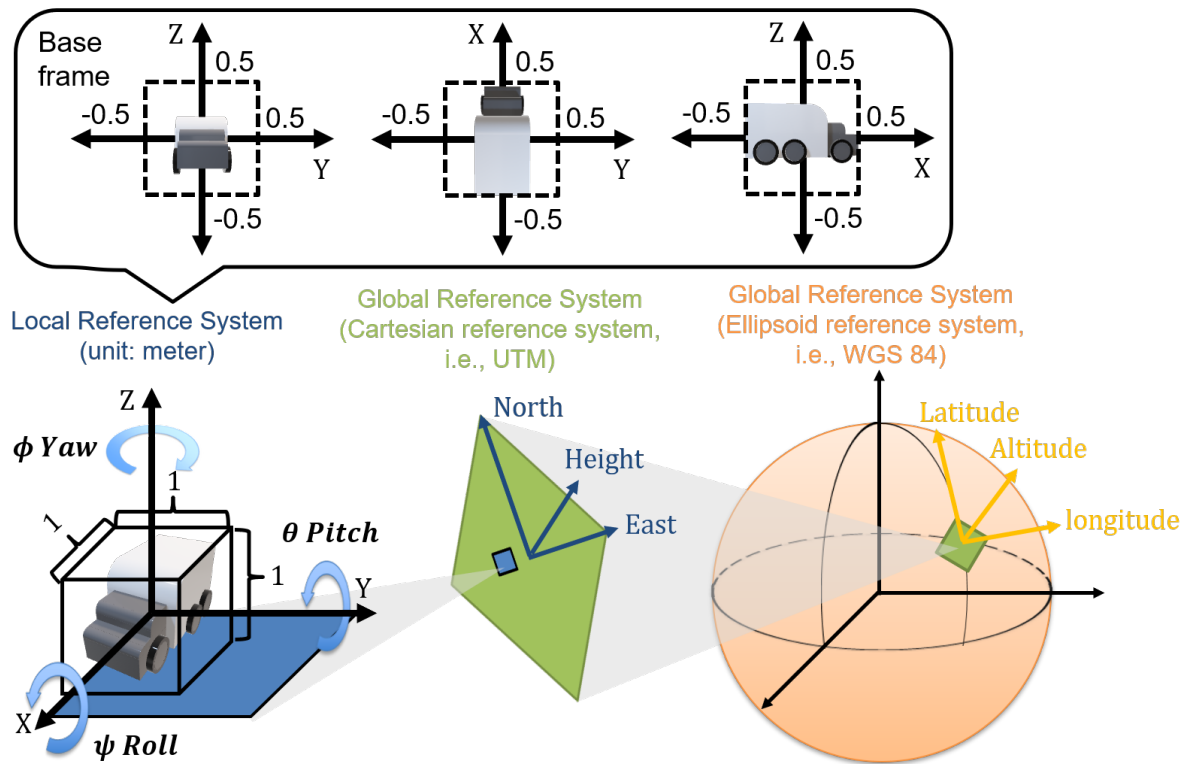 Base
frame
Z
0.5
-0.5
0.5
Y
-0.5
X
0.5
-0.5
0.5
Y
-0.5
Z
0.5
-0.5
0.5
X
-0.5
Local Reference System
(unit: meter)
Global Reference System
(Cartesian reference system,
i.e., UTM)
Global Reference System
(Ellipsoid reference system,
i.e., WGS 84)
Z
ϕ Yaw
1
1
1
θ Pitch
Y
X
ψ Roll
North
Height
East
Latitude
Altitude
longitude